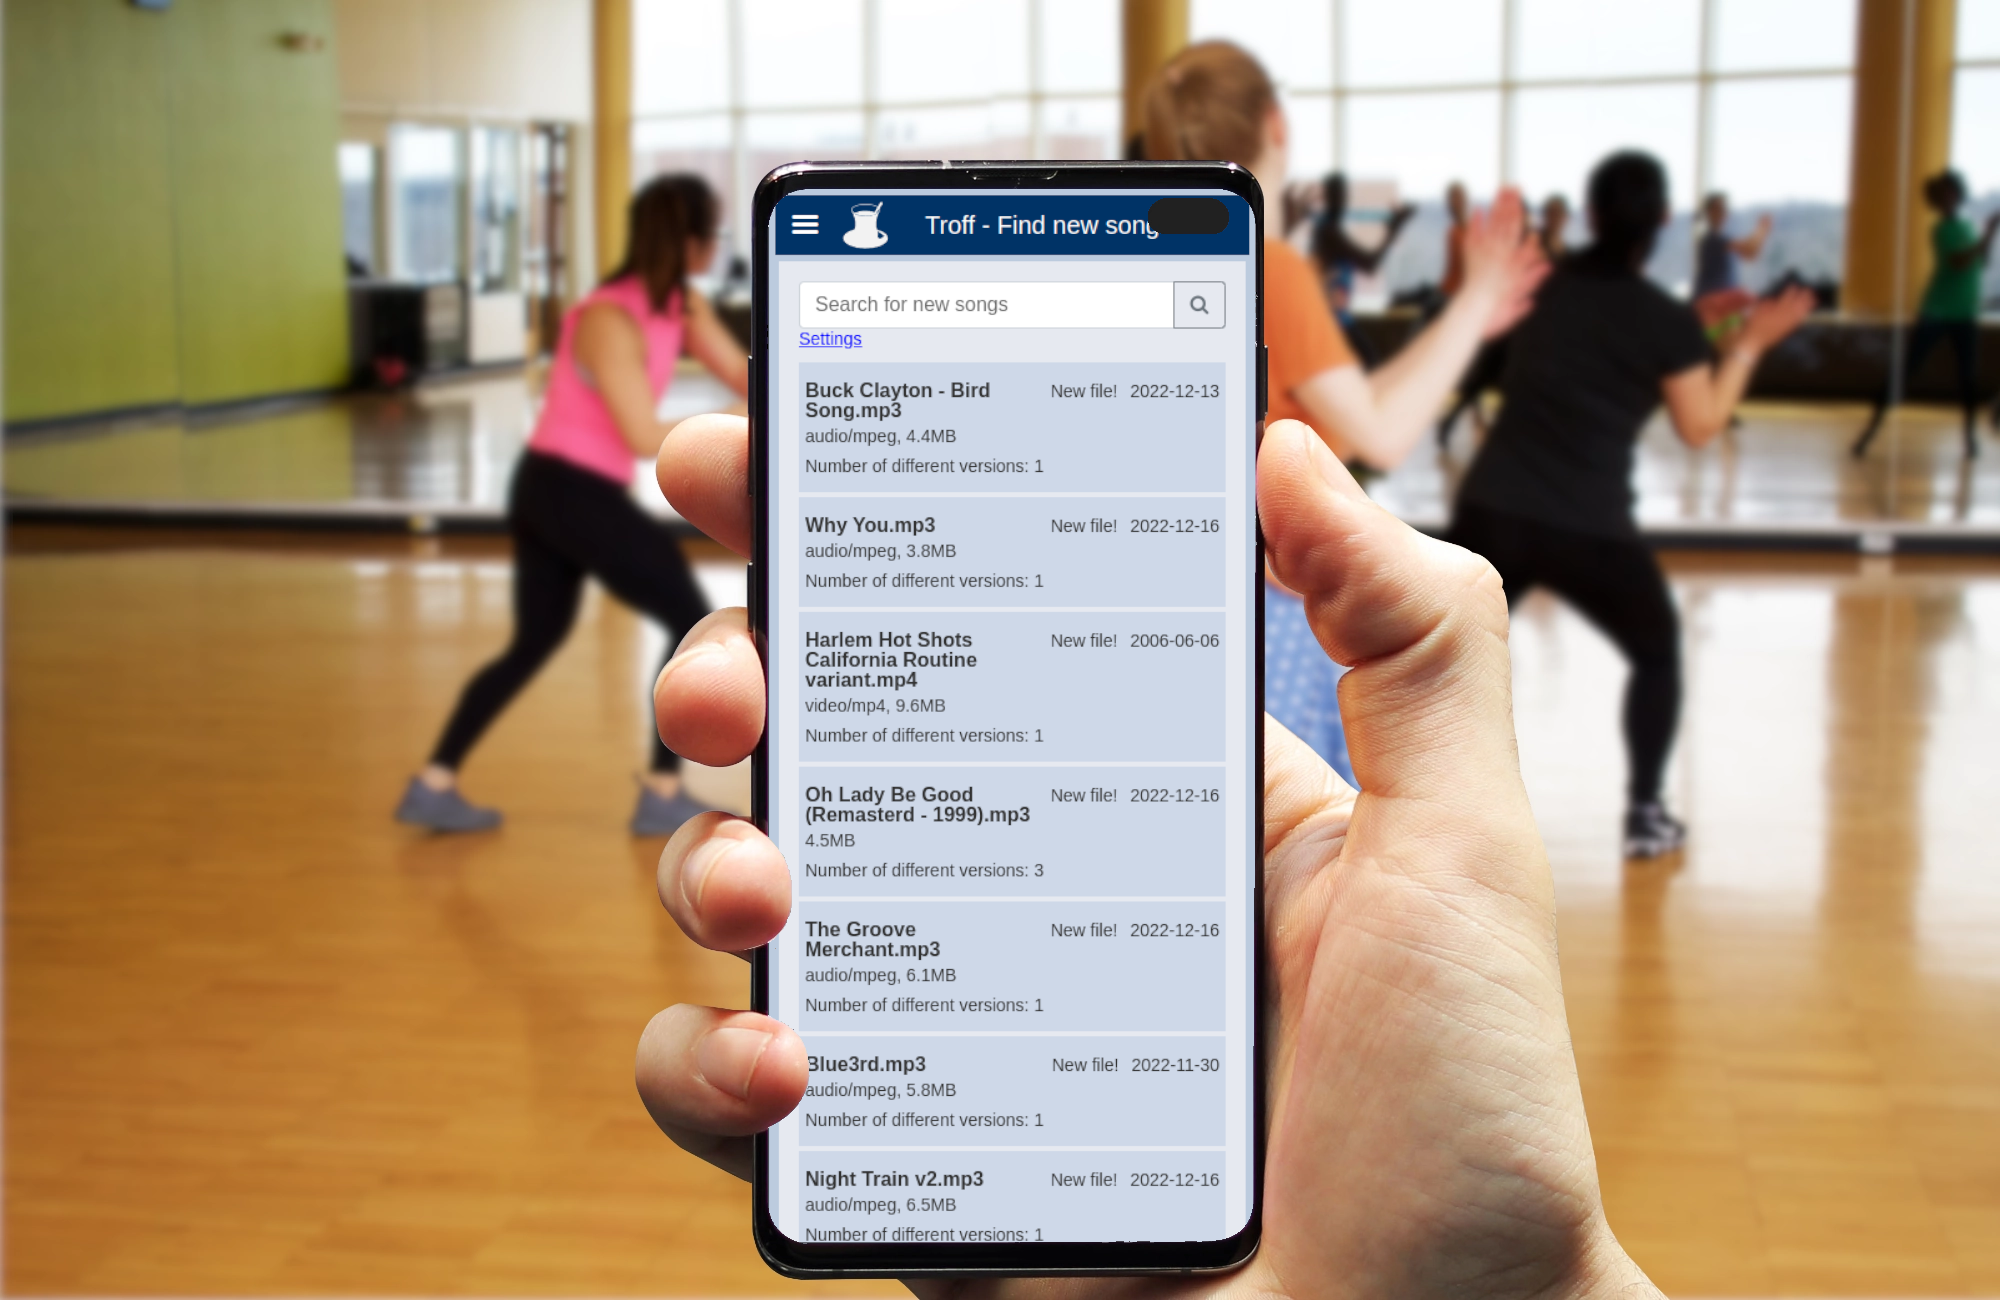 Troff - Find new song
Search for new songs
Settings
Buck Clayton - Bird
Song.mp3
New file! 2022-12-13
audio/mpeg, 4.4MB
Number of different versions: 1
Why You.mp3
New file! 2022-12-16
audio/mpeg, 3.8MB
Number of different versions: 1
Harlem Hot Shots
California Routine
variant.mp4
New file! 2006-06-06
video/mp4, 9.6MB
Number of different versions: 1
Oh Lady Be Good
(Remasterd - 1999).mp3
New file! 2022-12-16
4.5MB
Number of different versions: 3
The Groove
Merchant.mp3
New file! 2022-12-16
audio/mpeg, 6.1MB
Number of different versions: 1
Blue3rd.mp3
New file! 2022-11-30
audio/mpeg, 5.8MB
Number of different versions: 1
Night Train v2.mp3
New file! 2022-12-16
audio/mpeg, 6.5MB
Number of different versions: 1